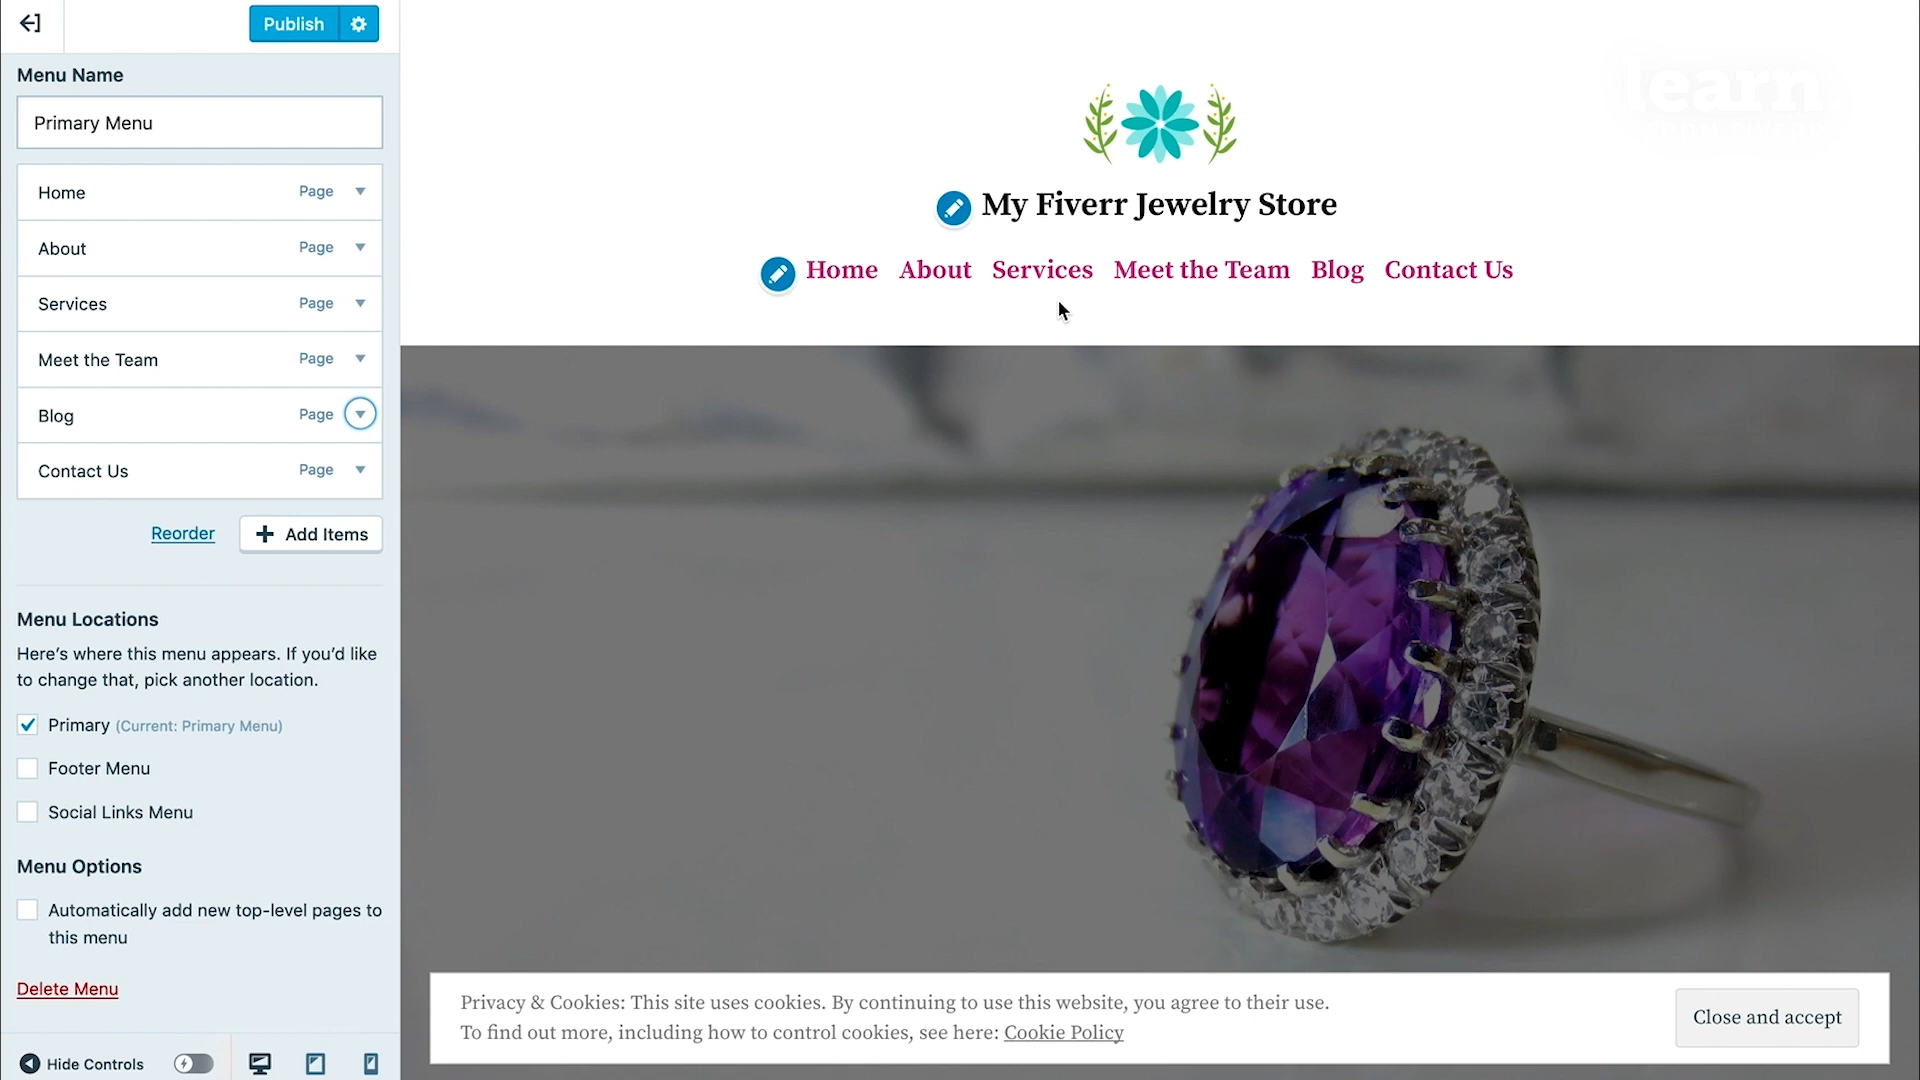 Publish
Menu Name
Primary Menu
Home Page
About Page
Services Page
Meet the Team Page
Blog Page
Contact Us Page
Reorder
Add Items
Menu Locations
Here's where this menu appears. If you'd like
to change that, pick another location.
Primary (Current: Primary Menu)
Footer Menu
Social Links Menu
Menu Options
Automatically add new top-level pages to
this menu
Delete Menu
Hide Controls
learn
My Fiverr Jewelry Store
Home About Services Meet the Team Blog Contact Us
Privacy & Cookies: This site uses cookies. By continuing to use this website, you agree to their use.
To find out more, including how to control cookies, see here: Cookie Policy
Close and accept